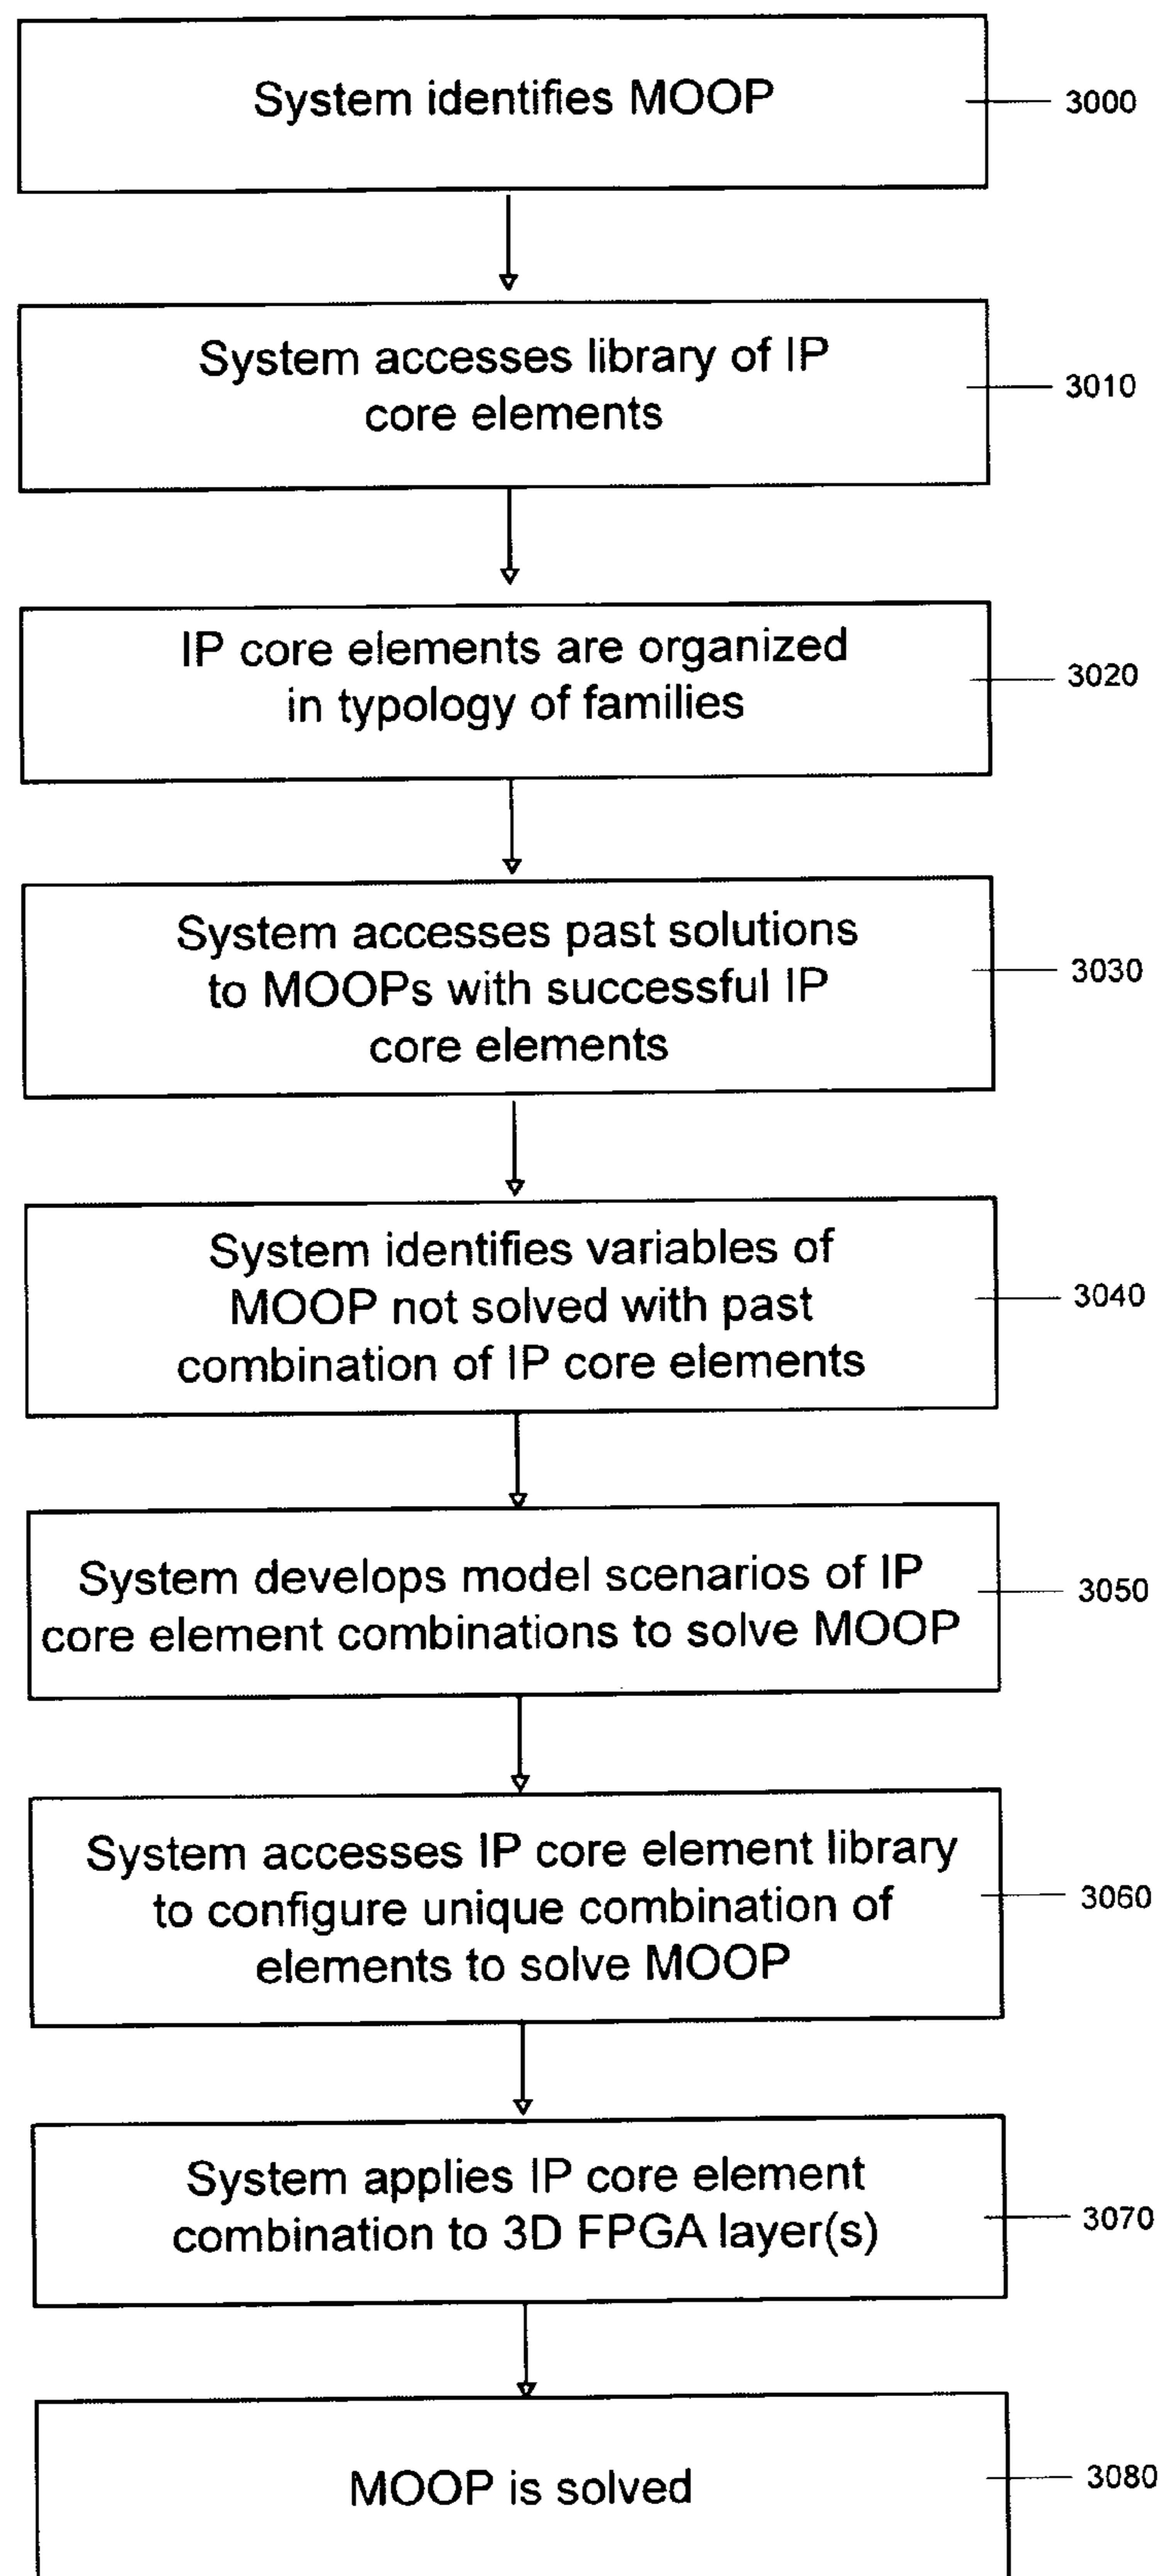 System identifies MOOP
3000
System accesses library of IP
core elements
3010
IP core elements are organized
in typology of families
3020
System accesses past solutions
to MOOPs with successful IP
core elements
3030
System identifies variables of
MOOP not solved with past
combination of IP core elements
3040
System develops model scenarios of IP
core element combinations to solve MOOP
3050
System accesses IP core element library
to configure unique combination of
elements to solve MOOP
3060
System applies IP core element
combination to 3D FPGA layer(s)
3070
MOOP is solved
3080